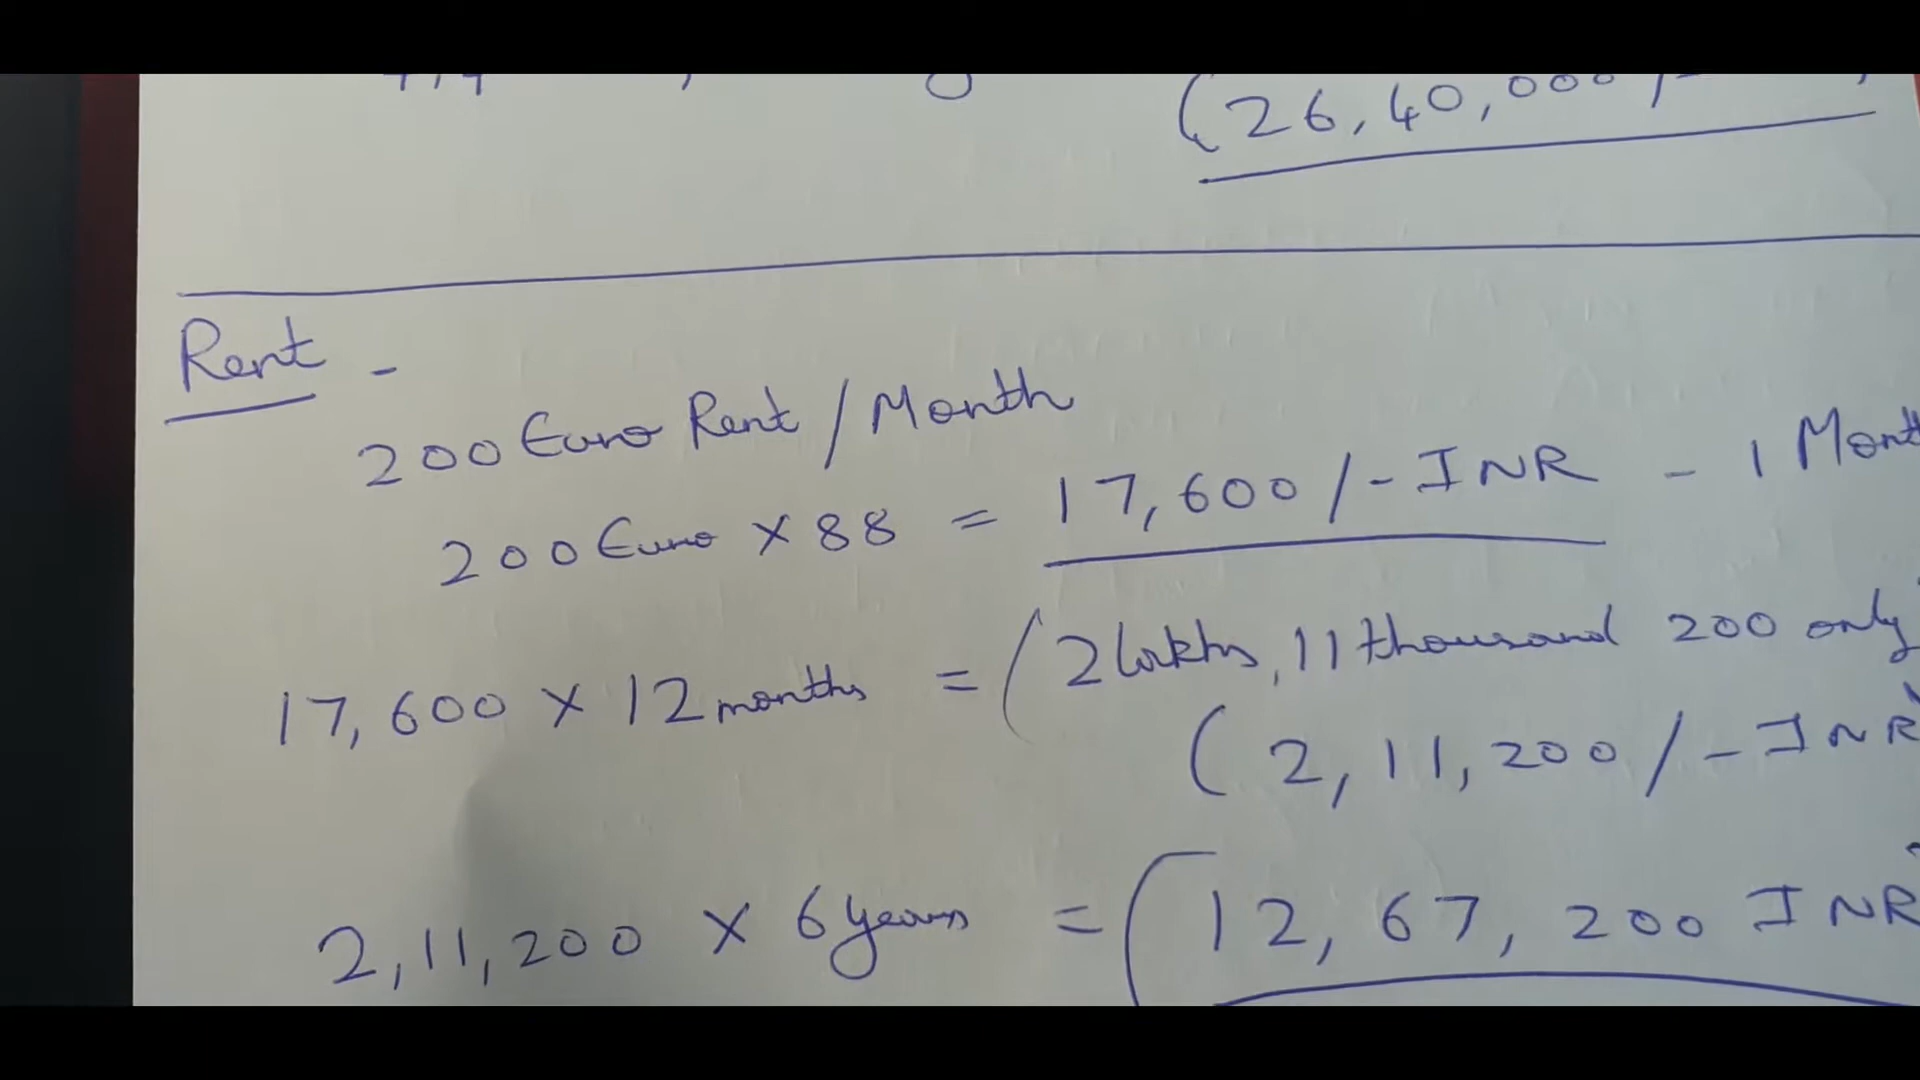 (26,40,000/-
Rent -
200 Euro Rent/Month
200 Euro × 88 = 17,600/- INR - 1 Month
17,600 × 12 months = (2 lakhs, 11 thousand 200 only
(2,11,200/- INR
2,11,200 × 6 years = (12,67,200 INR